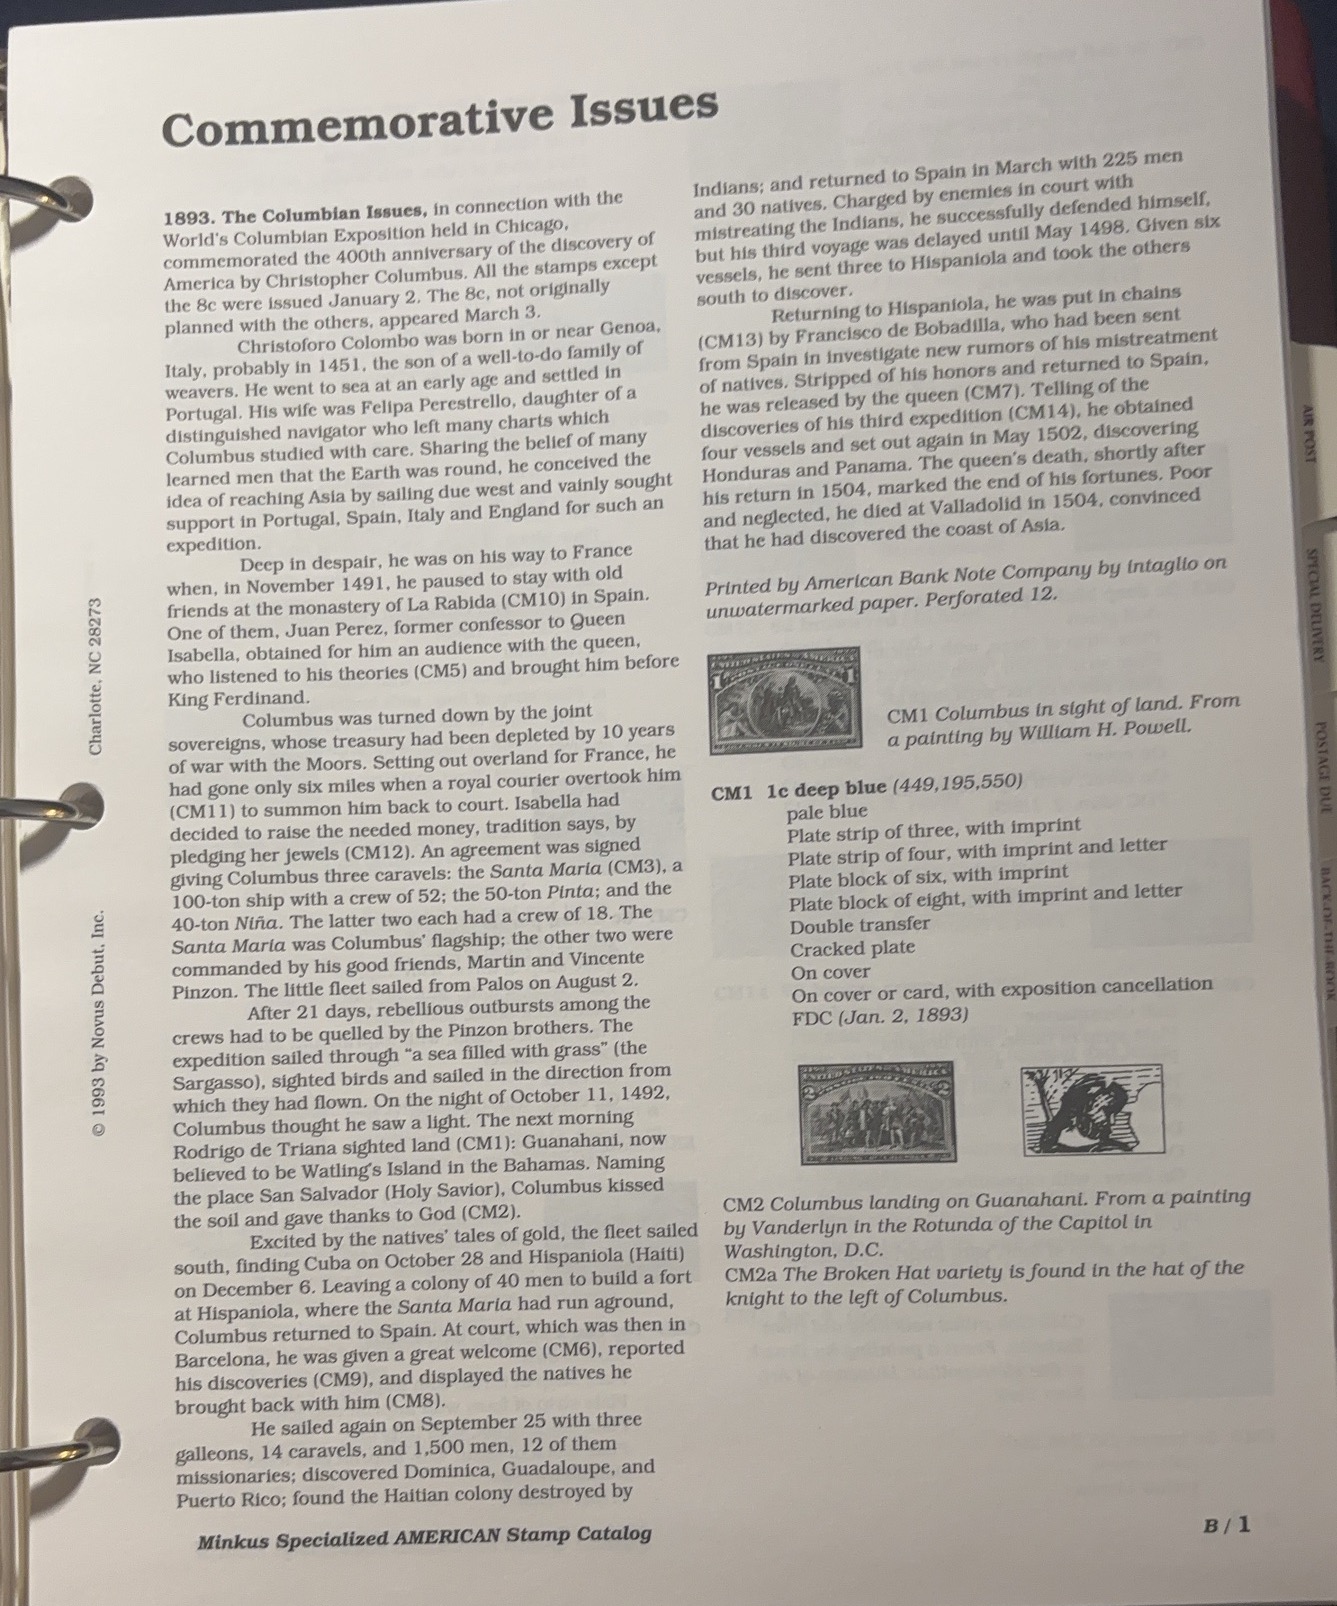 Commemorative Issues
1893. The Columbian Issues, in connection with the
World's Columbian Exposition held in Chicago,
commemorated the 400th anniversary of the discovery of
America by Christopher Columbus. All the stamps except
the 8c were issued January 2. The 8c, not originally
planned with the others, appeared March 3.
Christoforo Colombo was born in or near Genoa,
Italy, probably in 1451, the son of a well-to-do family of
weavers. He went to sea at an early age and settled in
Portugal. His wife was Felipa Perestrello, daughter of a
distinguished navigator who left many charts which
Columbus studied with care. Sharing the belief of many
learned men that the Earth was round, he conceived the
idea of reaching Asia by sailing due west and vainly sought
support in Portugal, Spain, Italy and England for such an
expedition.
Deep in despair, he was on his way to France
when, in November 1491, he paused to stay with old
friends at the monastery of La Rabida (CM10) in Spain.
One of them, Juan Perez, former confessor to Queen
Isabella, obtained for him an audience with the queen,
who listened to his theories (CM5) and brought him before
King Ferdinand.
Columbus was turned down by the joint
sovereigns, whose treasury had been depleted by 10 years
of war with the Moors. Setting out overland for France, he
had gone only six miles when a royal courier overtook him
(CM11) to summon him back to court. Isabella had
decided to raise the needed money, tradition says, by
pledging her jewels (CM12). An agreement was signed
giving Columbus three caravels: the Santa Maria (CM3), a
100-ton ship with a crew of 52; the 50-ton Pinta; and the
40-ton Niña. The latter two each had a crew of 18. The
Santa Maria was Columbus' flagship; the other two were
commanded by his good friends, Martin and Vincente
Pinzon. The little fleet sailed from Palos on August 2.
After 21 days, rebellious outbursts among the
crews had to be quelled by the Pinzon brothers. The
expedition sailed through "a sea filled with grass" (the
Sargasso), sighted birds and sailed in the direction from
which they had flown. On the night of October 11, 1492,
Columbus thought he saw a light. The next morning
Rodrigo de Triana sighted land (CM1): Guanahani, now
believed to be Watling's Island in the Bahamas. Naming
the place San Salvador (Holy Savior), Columbus kissed
the soil and gave thanks to God (CM2).
Excited by the natives' tales of gold, the fleet sailed
south, finding Cuba on October 28 and Hispaniola (Haiti)
on December 6. Leaving a colony of 40 men to build a fort
at Hispaniola, where the Santa Maria had run aground,
Columbus returned to Spain. At court, which was then in
Barcelona, he was given a great welcome (CM6), reported
his discoveries (CM9), and displayed the natives he
brought back with him (CM8).
He sailed again on September 25 with three
galleons, 14 caravels, and 1,500 men, 12 of them
missionaries; discovered Dominica, Guadaloupe, and
Puerto Rico; found the Haitian colony destroyed by
Indians; and returned to Spain in March with 225 men
and 30 natives. Charged by enemies in court with
mistreating the Indians, he successfully defended himself,
but his third voyage was delayed until May 1498. Given six
vessels, he sent three to Hispaniola and took the others
south to discover.
Returning to Hispaniola, he was put in chains
(CM13) by Francisco de Bobadilla, who had been sent
from Spain in investigate new rumors of his mistreatment
of natives. Stripped of his honors and returned to Spain,
he was released by the queen (CM7). Telling of the
discoveries of his third expedition (CM14), he obtained
four vessels and set out again in May 1502, discovering
Honduras and Panama. The queen's death, shortly after
his return in 1504, marked the end of his fortunes. Poor
and neglected, he died at Valladolid in 1504, convinced
that he had discovered the coast of Asia.
Printed by American Bank Note Company by intaglio on
unwatermarked paper. Perforated 12.
CM1 Columbus in sight of land. From
a painting by William H. Powell.
CM1 1c deep blue (449,195,550)
pale blue
Plate strip of three, with imprint
Plate strip of four, with imprint and letter
Plate block of six, with imprint
Plate block of eight, with imprint and letter
Double transfer
Cracked plate
On cover
On cover or card, with exposition cancellation
FDC (Jan. 2, 1893)
CM2 Columbus landing on Guanahani. From a painting
by Vanderlyn in the Rotunda of the Capitol in
Washington, D.C.
CM2a The Broken Hat variety is found in the hat of the
knight to the left of Columbus.
Minkus Specialized AMERICAN Stamp Catalog
B / 1
© 1993 by Novus Debut, Inc.
Charlotte, NC 28273
AIR POST
SPECIAL DELIVERY
POSTAGE DUE
BACK-OF-THE-BOOK